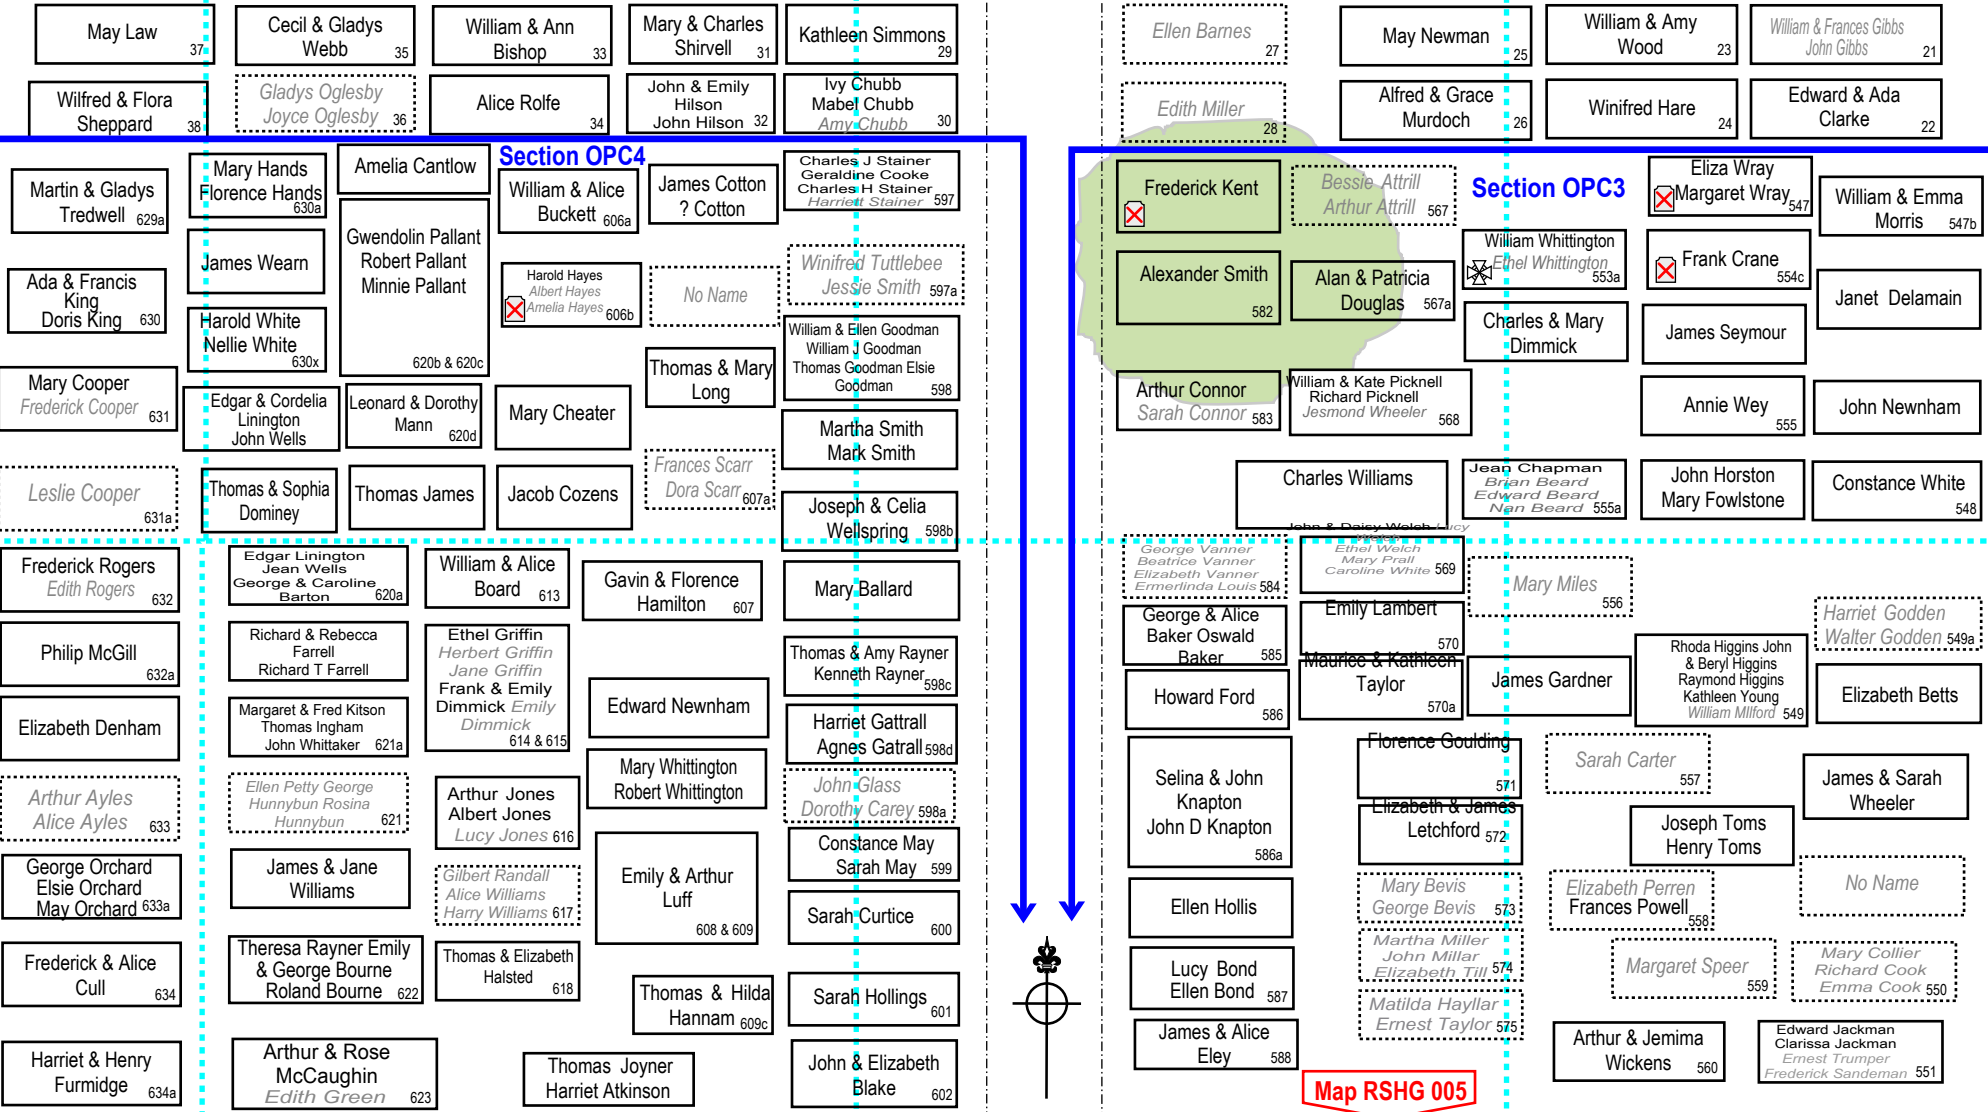 May Law
37
Cecil & Gladys
Webb 35
William & Ann
Bishop 33
Mary & Charles
Shirvell 31
Kathleen Simmons
29
Ellen Barnes
27
May Newman
25
William & Amy
Wood 23
William & Frances Gibbs
John Gibbs 21
Wilfred & Flora
Sheppard 38
Gladys Oglesby
Joyce Oglesby 36
Alice Rolfe
34
John & Emily
Hilson
John Hilson 32
Ivy Chubb
Mabel Chubb
Amy Chubb 30
Edith Miller
28
Alfred & Grace
Murdoch 26
Winifred Hare
24
Edward & Ada
Clarke 22
Section OPC4
Martin & Gladys
Tredwell 629a
Mary Hands
Florence Hands
630a
Amelia Cantlow
William & Alice
Buckett 606a
James Cotton
? Cotton
Charles J Stainer
Geraldine Cooke
Charles H Stainer
Harriett Stainer 597
James Wearn
Gwendolin Pallant
Robert Pallant
Minnie Pallant
620b & 620c
Ada & Francis
King
Doris King 630
Harold White
Nellie White
630x
Harold Hayes
Albert Hayes
Amelia Hayes 606b
No Name
Winifred Tuttlebee
Jessie Smith 597a
William & Ellen Goodman
William J Goodman
Thomas Goodman Elsie
Goodman 598
Thomas & Mary
Long
Mary Cooper
Frederick Cooper 631
Edgar & Cordelia
Linington
John Wells
Leonard & Dorothy
Mann 620d
Mary Cheater
Martha Smith
Mark Smith
Leslie Cooper
631a
Thomas & Sophia
Dominey
Thomas James
Jacob Cozens
Frances Scarr
Dora Scarr 607a
Joseph & Celia
Wellspring 598b
Frederick Rogers
Edith Rogers 632
Edgar Linington
Jean Wells
George & Caroline
Barton 620a
William & Alice
Board 613
Gavin & Florence
Hamilton 607
Mary Ballard
Philip McGill
632a
Richard & Rebecca
Farrell
Richard T Farrell
Ethel Griffin
Herbert Griffin
Jane Griffin
Frank & Emily
Dimmick Emily
Dimmick
614 & 615
Thomas & Amy Rayner
Kenneth Rayner 598c
Elizabeth Denham
Margaret & Fred Kitson
Thomas Ingham
John Whittaker 621a
Edward Newnham
Harriet Gattrall
Agnes Gatrall 598d
Mary Whittington
Robert Whittington
Arthur Ayles
Alice Ayles 633
Ellen Petty George
Hunnybun Rosina
Hunnybun 621
Arthur Jones
Albert Jones
Lucy Jones 616
John Glass
Dorothy Carey 598a
George Orchard
Elsie Orchard
May Orchard 633a
James & Jane
Williams
Gilbert Randall
Alice Williams
Harry Williams 617
Emily & Arthur
Luff
608 & 609
Constance May
Sarah May 599
Sarah Curtice
600
Frederick & Alice
Cull 634
Theresa Rayner Emily
& George Bourne
Roland Bourne 622
Thomas & Elizabeth
Halsted
618
Thomas & Hilda
Hannam 609c
Sarah Hollings
601
Harriet & Henry
Furmidge 634a
Arthur & Rose
McCaughin
Edith Green 623
Thomas Joyner
Harriet Atkinson
John & Elizabeth
Blake 602
Section OPC3
Frederick Kent
Bessie Attrill
Arthur Attrill 567
Eliza Wray
Margaret Wray 547
William & Emma
Morris 547b
Alexander Smith
582
Alan & Patricia
Douglas 567a
William Whittington
Ethel Whittington
553a
Frank Crane
554c
Janet Delamain
Charles & Mary
Dimmick
James Seymour
Arthur Connor
Sarah Connor 583
William & Kate Picknell
Richard Picknell
Jesmond Wheeler 568
Annie Wey
555
John Newnham
Charles Williams
Jean Chapman
Brian Beard
Edward Beard
Nan Beard 555a
John Horston
Mary Fowlstone
Constance White
548
George Vanner
Beatrice Vanner
Elizabeth Vanner
Ermerlinda Louis 584
John & Daisy Welch Lucy
Welch
Ethel Welch
Mary Prall
Caroline White 569
Mary Miles
556
George & Alice
Baker Oswald
Baker 585
Emily Lambert
570
Harriet Godden
Walter Godden 549a
Howard Ford
586
Maurice & Kathleen
Taylor
570a
James Gardner
Rhoda Higgins John
& Beryl Higgins
Raymond Higgins
Kathleen Young
William MIlford 549
Elizabeth Betts
Selina & John
Knapton
John D Knapton
586a
Florence Goulding
571
Sarah Carter
557
James & Sarah
Wheeler
Elizabeth & James
Letchford 572
Joseph Toms
Henry Toms
Ellen Hollis
Mary Bevis
George Bevis 573
Elizabeth Perren
Frances Powell 558
No Name
Lucy Bond
Ellen Bond 587
Martha Miller
John Millar
Elizabeth Till 574
Margaret Speer
559
Mary Collier
Richard Cook
Emma Cook 550
Matilda Hayllar
Ernest Taylor 575
James & Alice
Eley 588
Arthur & Jemima
Wickens 560
Edward Jackman
Clarissa Jackman
Ernest Trumper
Frederick Sandeman 551
Map RSHG 005